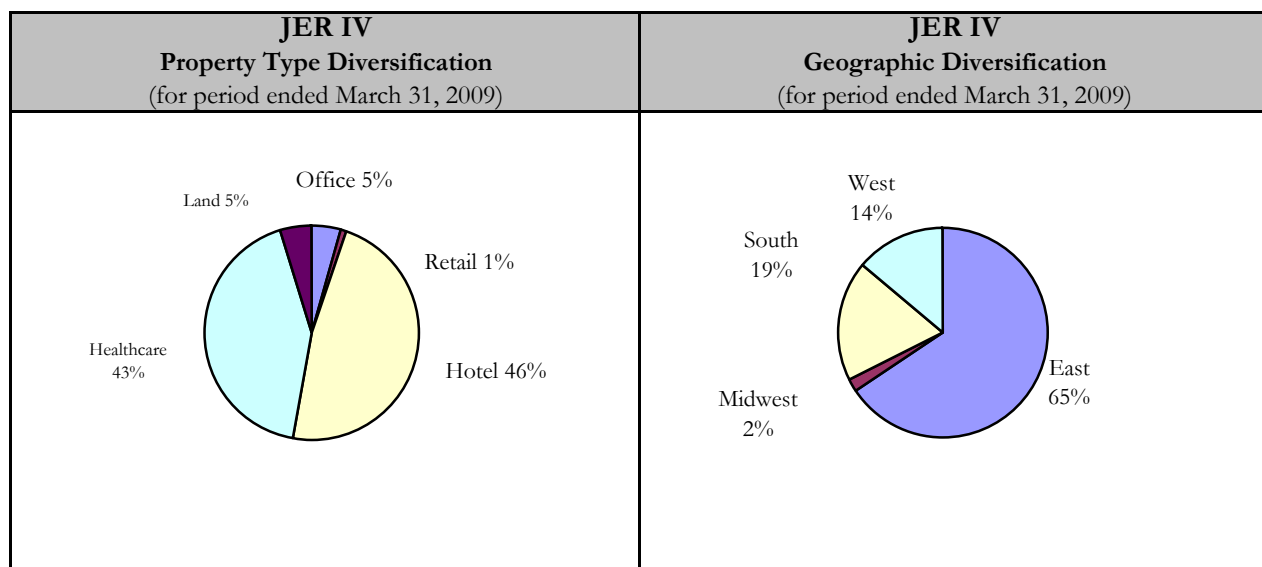 JER IV
Property Type Diversification
(for period ended March 31, 2009)
JER IV
Geographic Diversification
(for period ended March 31, 2009)
Office 5%
Land 5%
Retail 1%
Healthcare
43%
Hotel 46%
West
14%
South
19%
East
65%
Midwest
2%